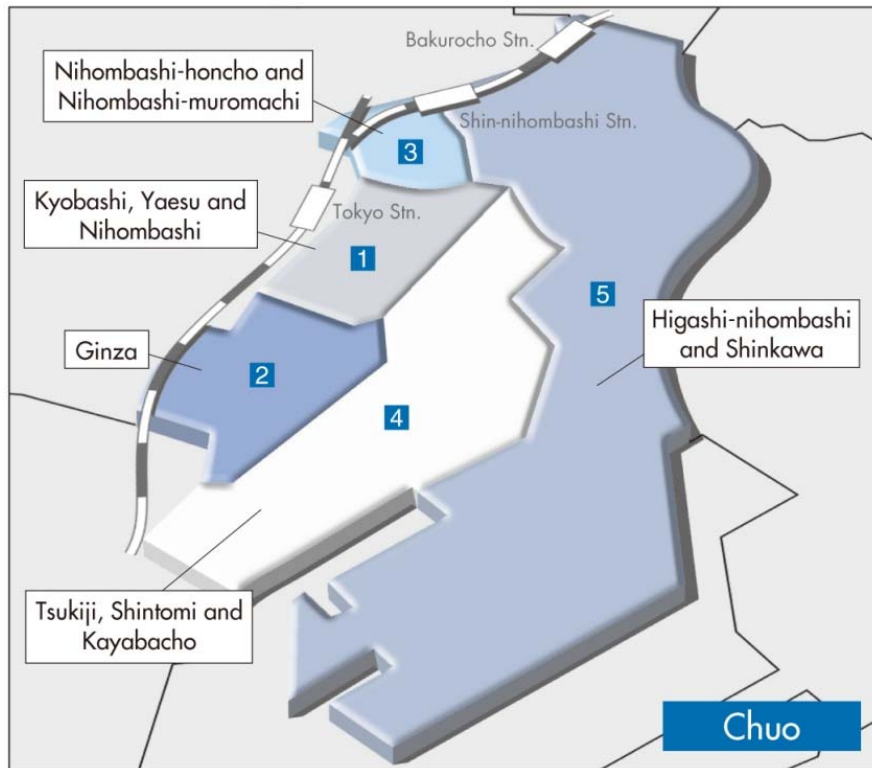 Bakurocho Stn.
Nihombashi-honcho and
Nihombashi-muromachi
Shin-nihombashi Stn.
3
Kyobashi, Yaesu and
Nihombashi
Tokyo Stn.
1
5
Higashi-nihombashi
and Shinkawa
Ginza
2
4
Tsukiji, Shintomi and
Kayabacho
Chuo